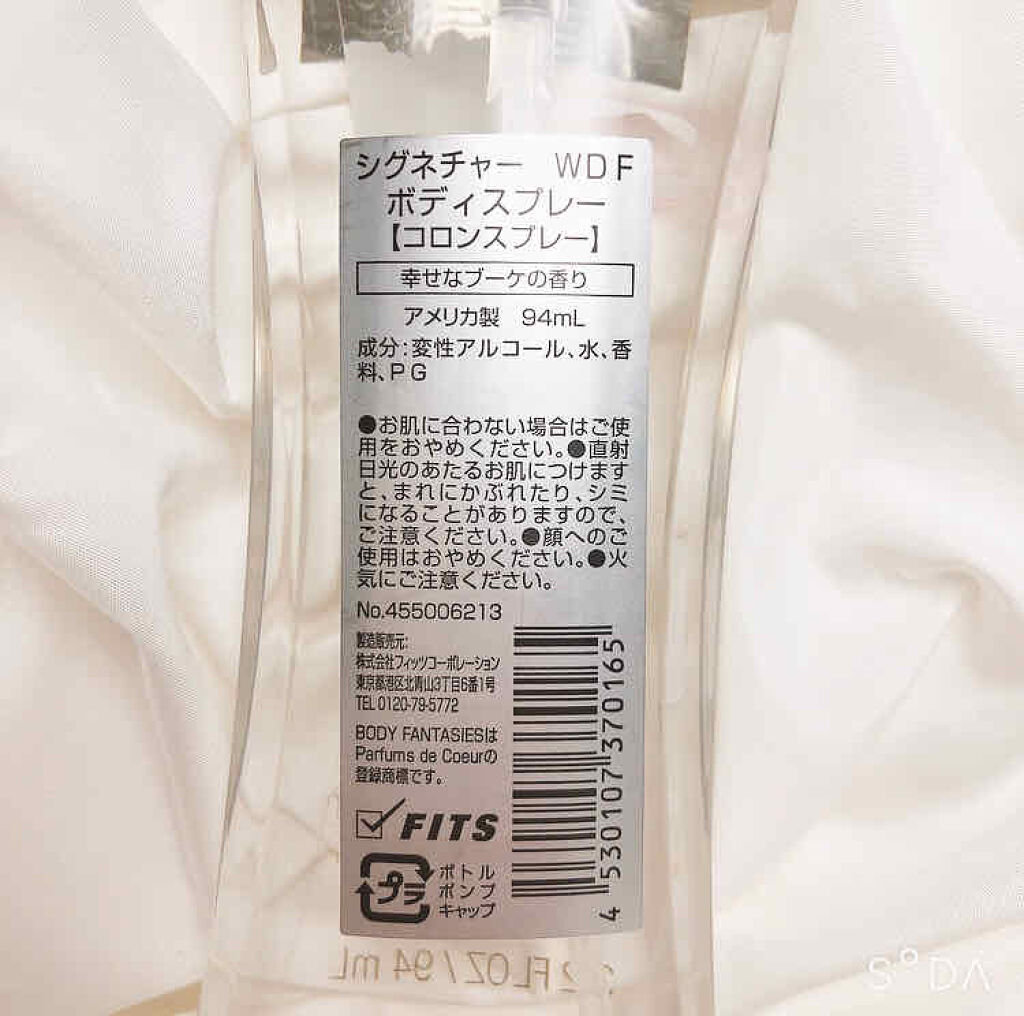 シグネチャー WDF
ボディスプレー
【コロンスプレー】
幸せなブーケの香り
アメリカ製 94mL
成分:変性アルコール、水、香
料、PG
●お肌に合わない場合はご使
用をおやめください。●直射
日光のあたるお肌につけます
と、まれにかぶれたり、シミ
になることがありますので、
ご注意ください。●顔へのご
使用はおやめください。●火
気にご注意ください。
No.455006213
製造販売元:
株式会社フィッツコーポレーション
東京都港区北青山3丁目6番1号
TEL 0120-79-5772
BODY FANTASIESは
Parfums de Coeurの
登録商標です。
FITS
プラ
ボトル
ポンプ
キャップ
4 530107 370165
2FLOZ/94 mL
SODA